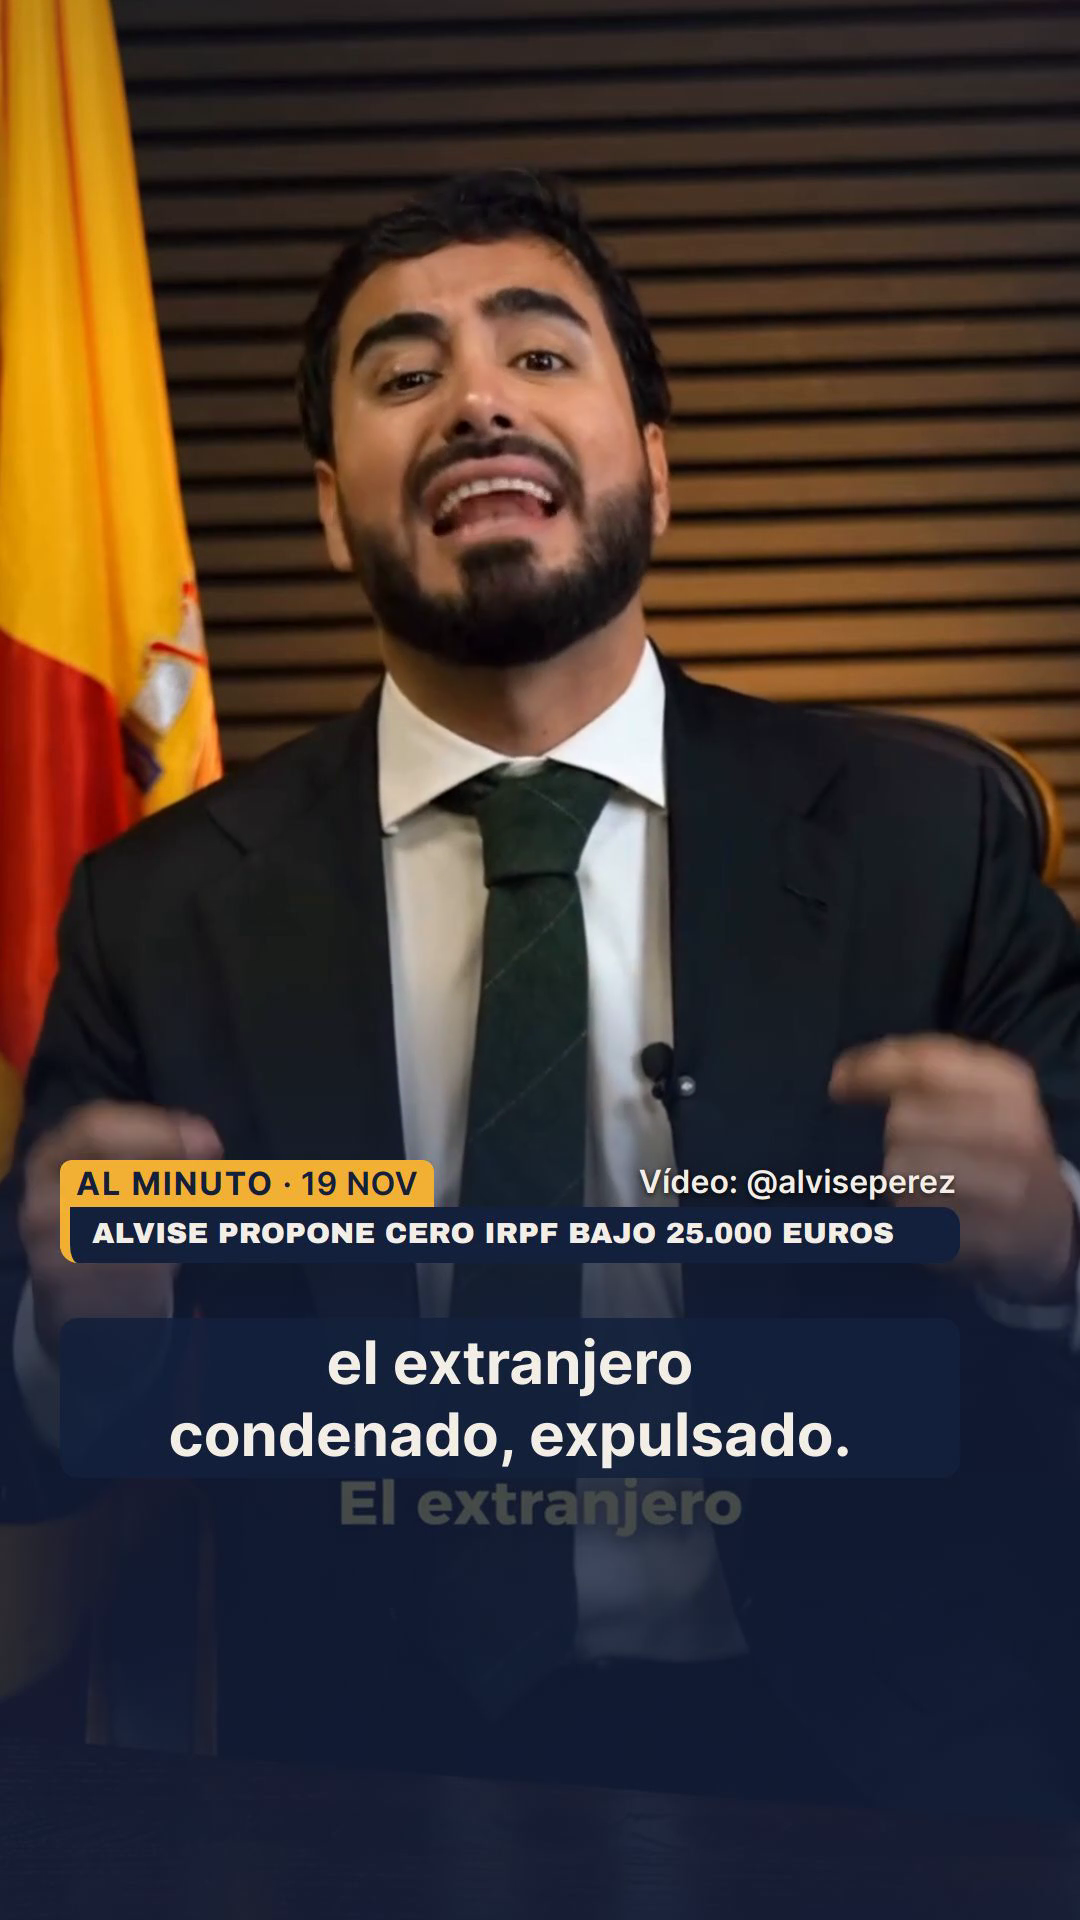 AL MINUTO · 19 NOV
Vídeo: @alviseperez
ALVISE PROPONE CERO IRPF BAJO 25.000 EUROS
el extranjero
condenado, expulsado.
El extranjero